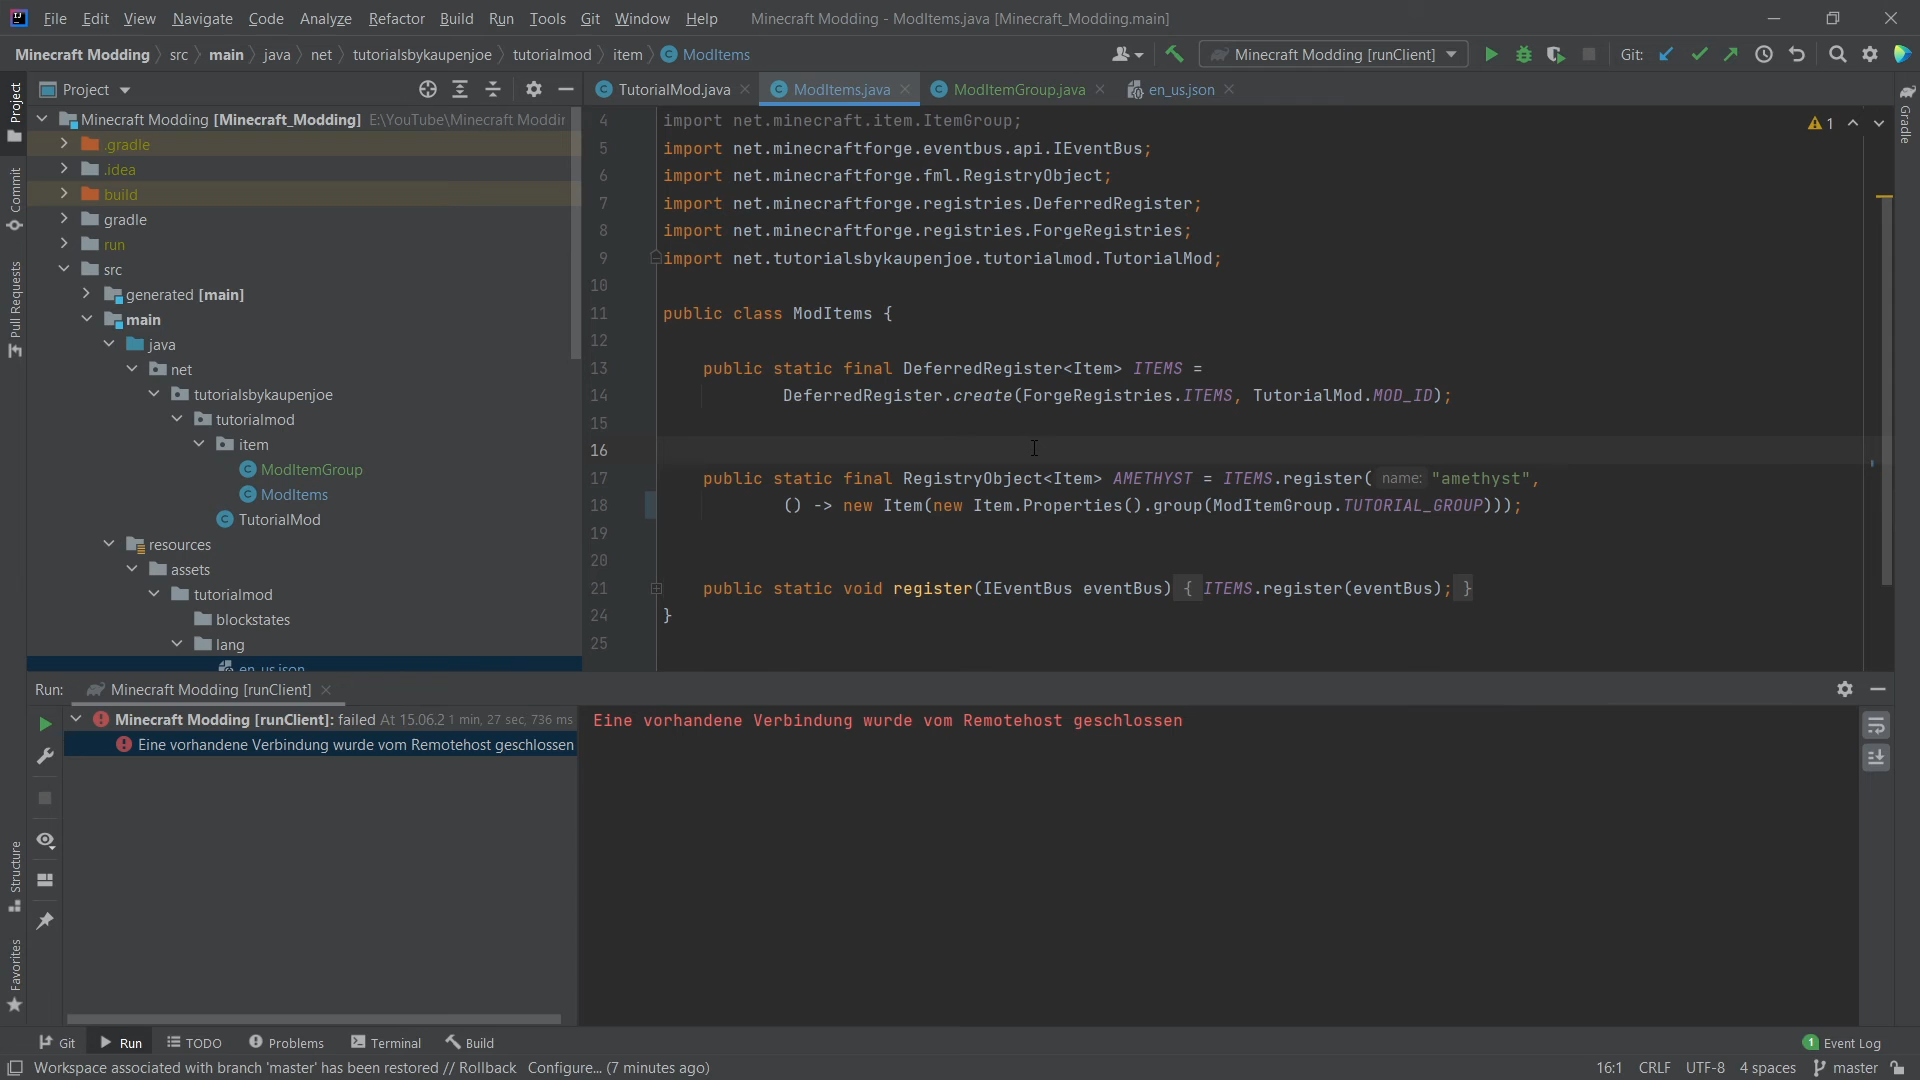 File Edit View Navigate Code Analyze Refactor Build Run Tools Git Window Help Minecraft Modding - ModItems.java [Minecraft_Modding.main]
Minecraft Modding src main java net tutorialsbykaupenjoe tutorialmod item ModItems Minecraft Modding [runClient] Git:
Project TutorialMod.java ModItems.java ModItemGroup.java en_us.json
Project
Commit
Pull Requests
Structure
Favorites
Gradle
Minecraft Modding [Minecraft_Modding] E:\YouTube\Minecraft Moddir
.gradle
.idea
build
gradle
run
src
generated [main]
main
java
net
tutorialsbykaupenjoe
tutorialmod
item
ModItemGroup
ModItems
TutorialMod
resources
assets
tutorialmod
blockstates
lang
en_us.json
1
4 import net.minecraft.item.ItemGroup;
5 import net.minecraftforge.eventbus.api.IEventBus;
6 import net.minecraftforge.fml.RegistryObject;
7 import net.minecraftforge.registries.DeferredRegister;
8 import net.minecraftforge.registries.ForgeRegistries;
9 import net.tutorialsbykaupenjoe.tutorialmod.TutorialMod;
10
11 public class ModItems {
12
13 public static final DeferredRegister<Item> ITEMS =
14 DeferredRegister.create(ForgeRegistries.ITEMS, TutorialMod.MOD_ID);
15
16
17 public static final RegistryObject<Item> AMETHYST = ITEMS.register( name: "amethyst",
18 () -> new Item(new Item.Properties().group(ModItemGroup.TUTORIAL_GROUP)));
19
20
21 public static void register(IEventBus eventBus) { ITEMS.register(eventBus); }
24 }
25
Run: Minecraft Modding [runClient]
Minecraft Modding [runClient]: failed At 15.06.2 1 min, 27 sec, 736 ms
Eine vorhandene Verbindung wurde vom Remotehost geschlossen
Eine vorhandene Verbindung wurde vom Remotehost geschlossen
Git Run TODO Problems Terminal Build 1 Event Log
Workspace associated with branch 'master' has been restored // Rollback Configure... (7 minutes ago) 16:1 CRLF UTF-8 4 spaces master